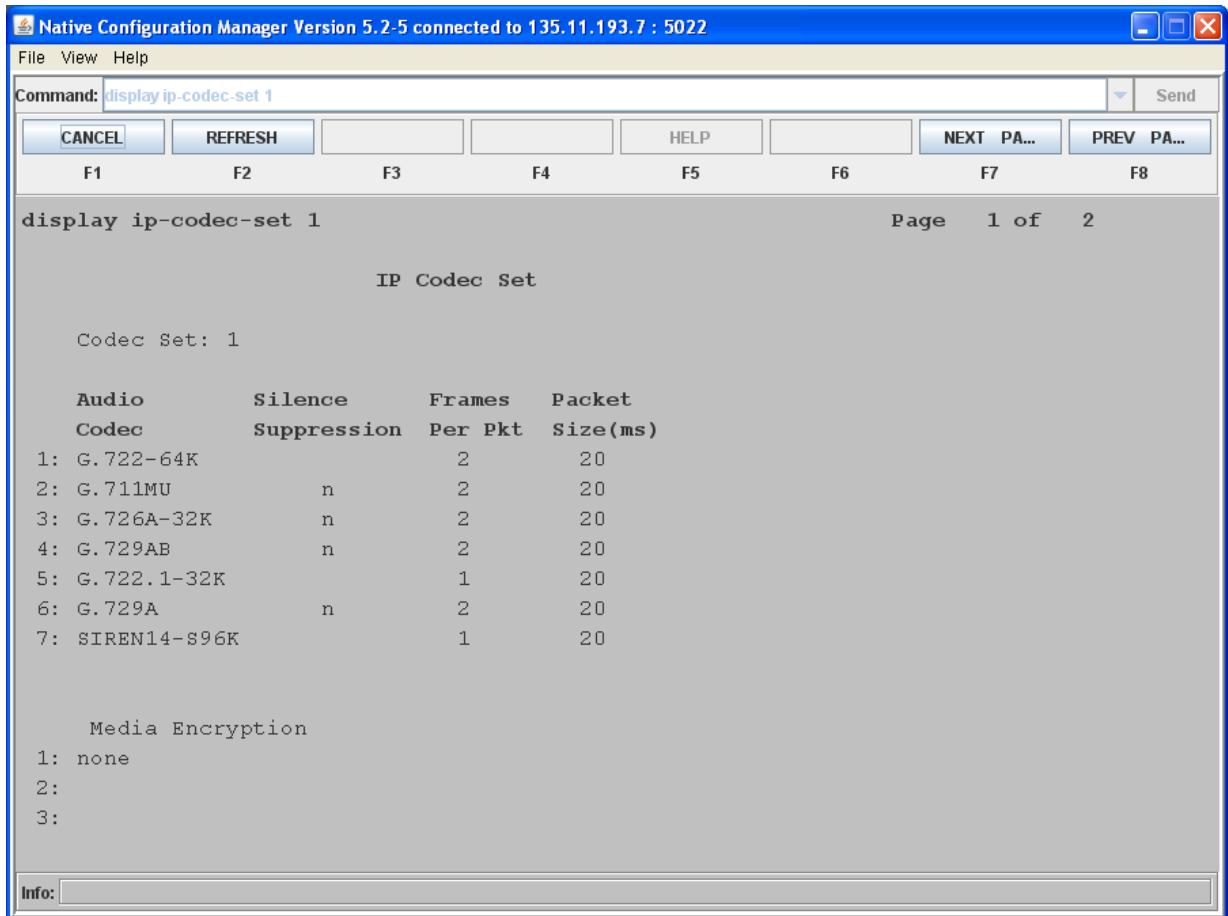 Native Configuration Manager Version 5.2-5 connected to 135.11.193.7 : 5022
File View Help
Command: display ip-codec-set 1 Send
CANCEL REFRESH HELP NEXT PA... PREV PA...
F1 F2 F3 F4 F5 F6 F7 F8
display ip-codec-set 1 Page 1 of 2
IP Codec Set
Codec Set: 1
Audio Silence Frames Packet
Codec Suppression Per Pkt Size(ms)
1: G.722-64K 2 20
2: G.711MU n 2 20
3: G.726A-32K n 2 20
4: G.729AB n 2 20
5: G.722.1-32K 1 20
6: G.729A n 2 20
7: SIREN14-S96K 1 20
Media Encryption
1: none
2:
3:
Info: